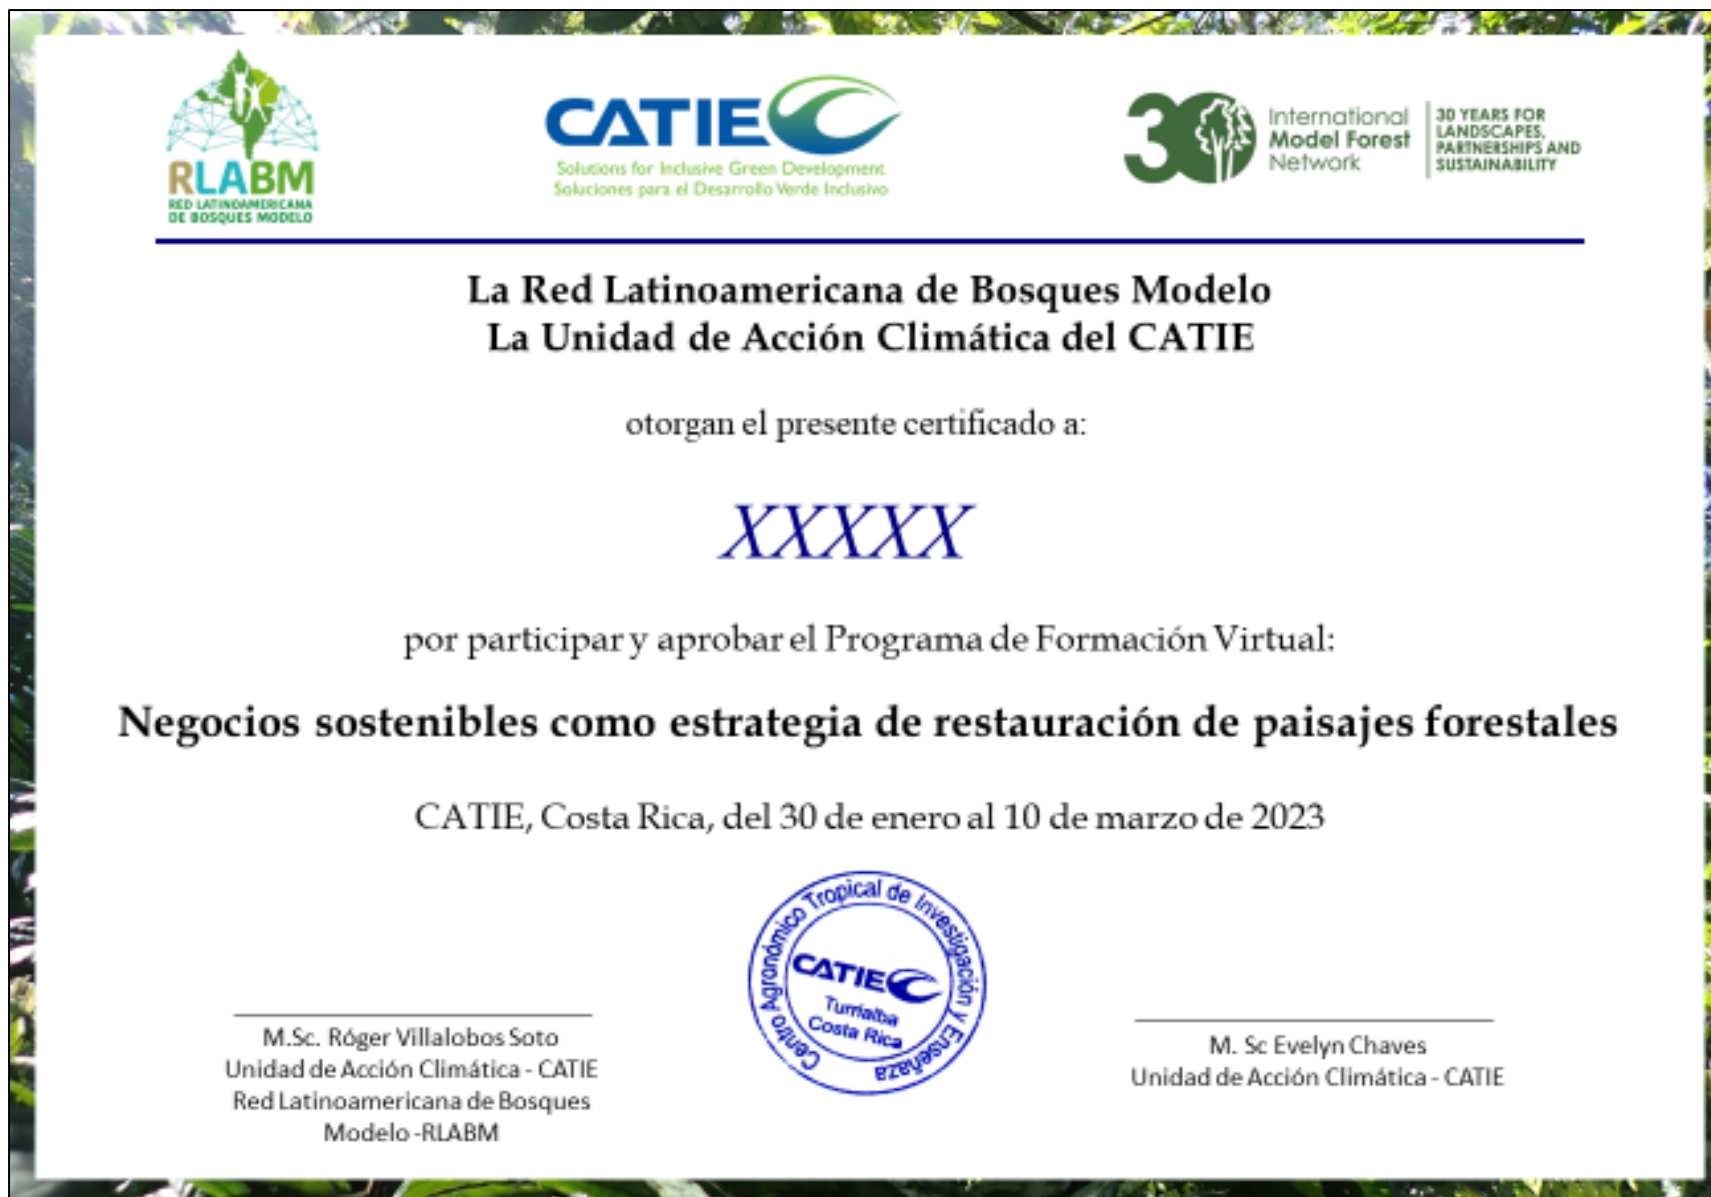 RLABM
RED LATINOAMERICANA
DE BOSQUES MODELO
CATIE
Solutions for Inclusive Green Development
Soluciones para el Desarrollo Verde Inclusivo
30
International
Model Forest
Network
30 YEARS FOR
LANDSCAPES,
PARTNERSHIPS AND
SUSTAINABILITY
La Red Latinoamericana de Bosques Modelo
La Unidad de Acción Climática del CATIE
otorgan el presente certificado a:
XXXXX
por participar y aprobar el Programa de Formación Virtual:
Negocios sostenibles como estrategia de restauración de paisajes forestales
CATIE, Costa Rica, del 30 de enero al 10 de marzo de 2023
Centro Agronómico Tropical de Investigación y Enseñaza
CATIE
Turrialba
Costa Rica
M.Sc. Róger Villalobos Soto
Unidad de Acción Climática - CATIE
Red Latinoamericana de Bosques
Modelo -RLABM
M. Sc Evelyn Chaves
Unidad de Acción Climática - CATIE